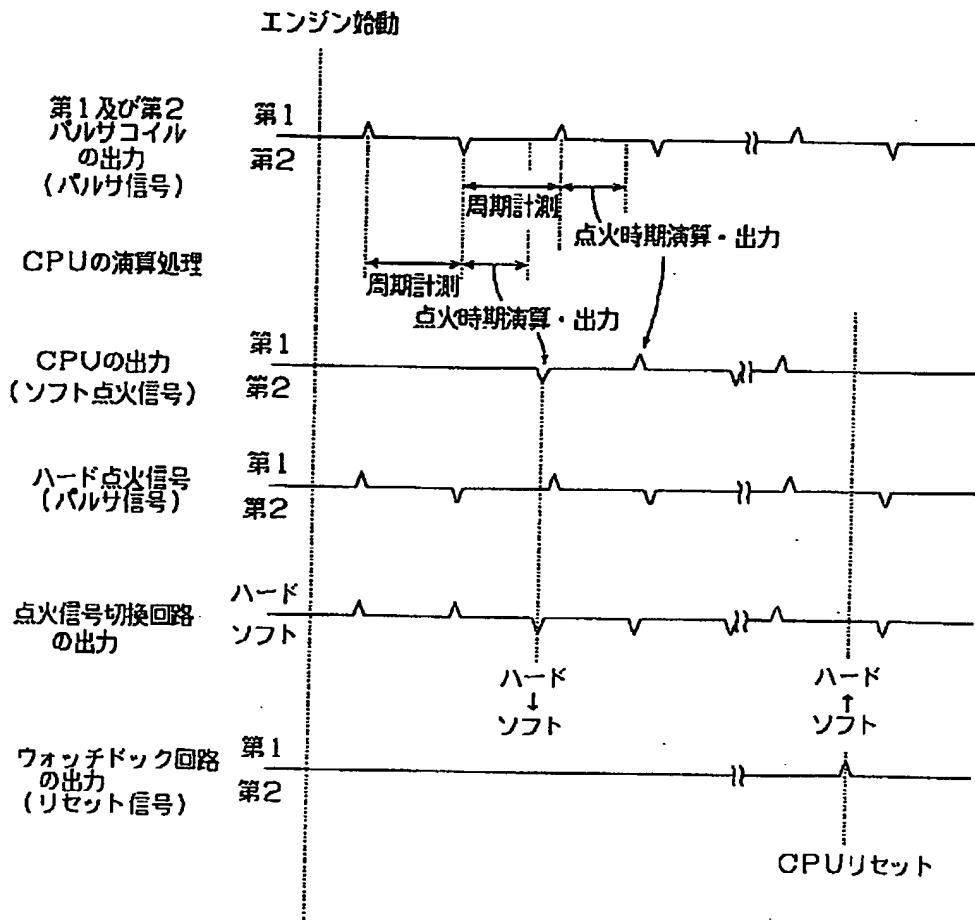 エンジン始動
第1及び第2
パルサコイル
の出力
(パルサ信号)
第1
第2
周期計測
点火時期演算・出力
CPUの演算処理
周期計測
点火時期演算・出力
CPUの出力
(ソフト点火信号)
第1
第2
ハード点火信号
(パルサ信号)
第1
第2
点火信号切換回路
の出力
ハード
ソフト
ハード
↓
ソフト
ハード
↑
ソフト
ウォッチドック回路
の出力
(リセット信号)
第1
第2
CPUリセット